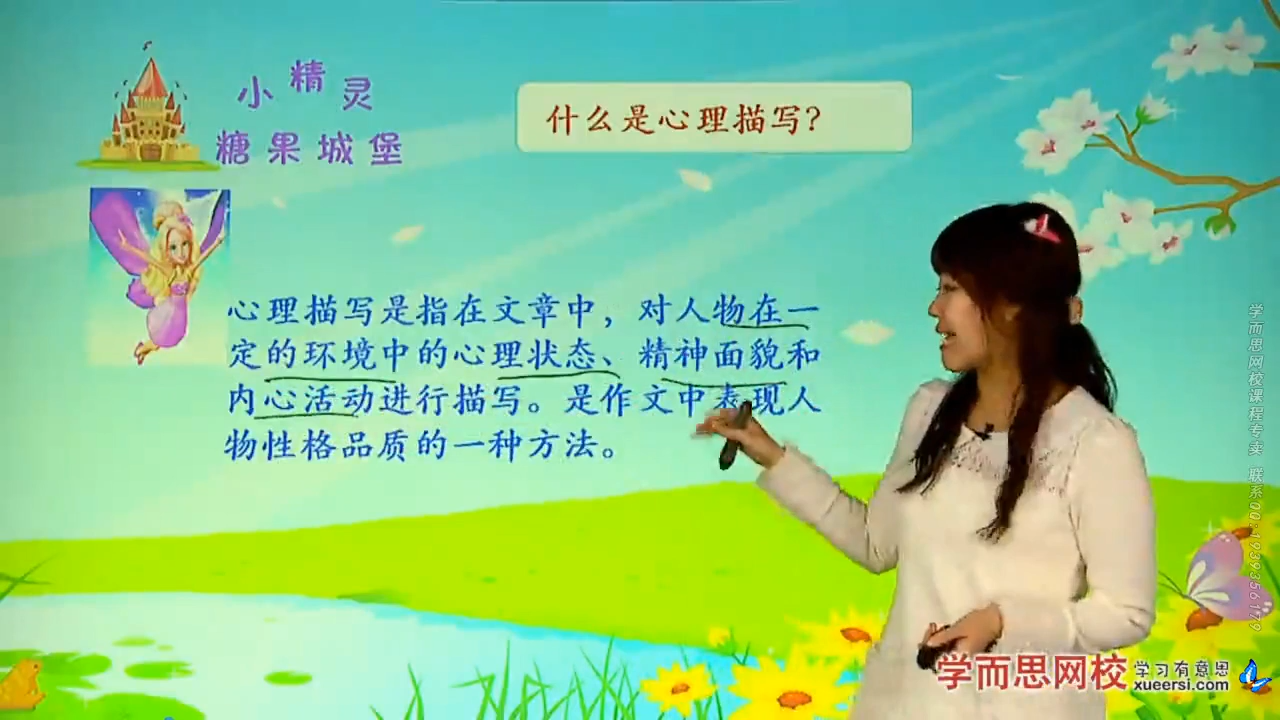 小精灵
糖果城堡
什么是心理描写?
心理描写是指在文章中，对人物在一
定的环境中的心理状态、精神面貌和
内心活动进行描写。是作文中表现人
物性格品质的一种方法。
学而思网校课程专卖 联系QQ:1939356179
学而思网校 学习有意思
xueersi.com